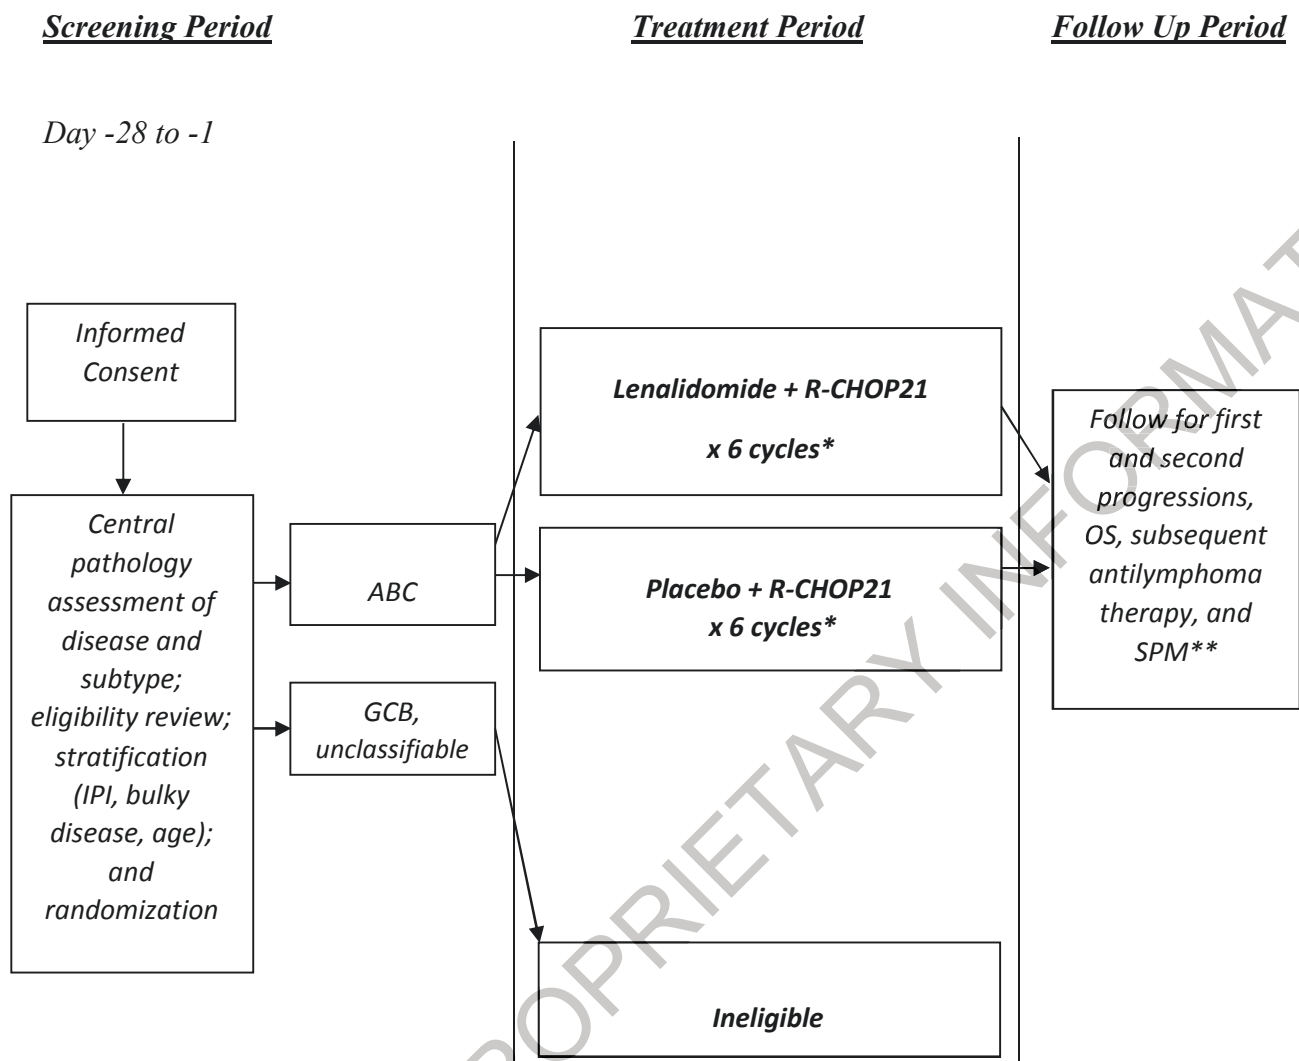 Screening Period
Treatment Period
Follow Up Period
Day -28 to -1
Informed
Consent
Central
pathology
assessment of
disease and
subtype;
eligibility review;
stratification
(IPI, bulky
disease, age);
and
randomization
ABC
GCB,
unclassifiable
Lenalidomide + R-CHOP21
x 6 cycles*
Placebo + R-CHOP21
x 6 cycles*
Ineligible
Follow for first
and second
progressions,
OS, subsequent
antilymphoma
therapy, and
SPM**